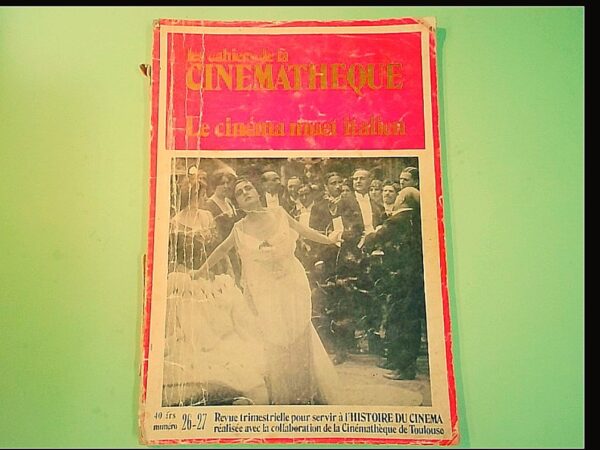 les cahiers de la
CINEMATHEQUE
Le cinéma muet italien
40 frs
numéro 26-27
Revue trimestrielle pour servir à l'HISTOIRE DU CINEMA
réalisée avec la collaboration de la Cinémathèque de Toulouse